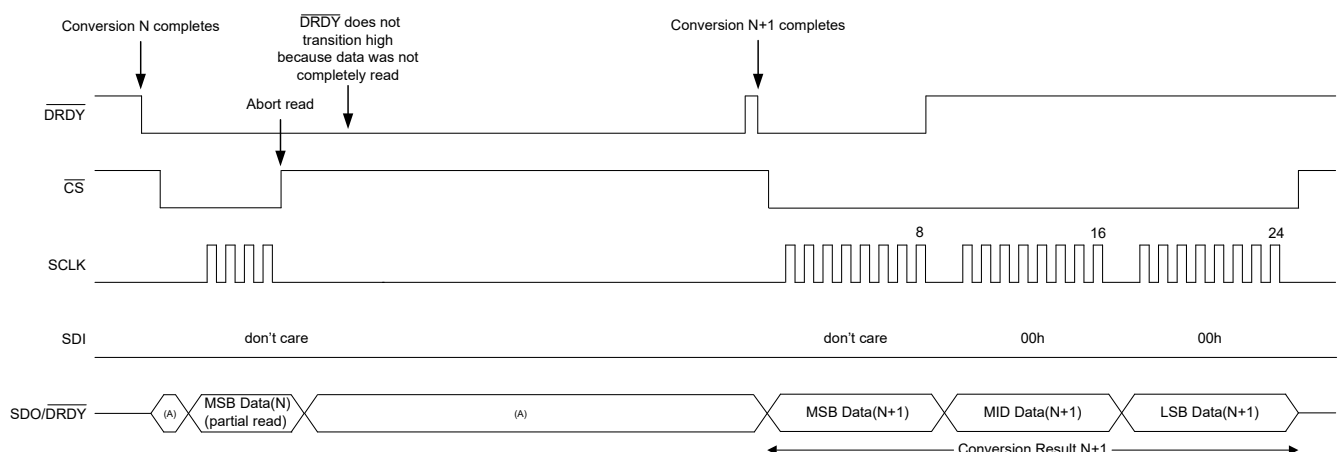 Conversion N completes
DRDY does not
transition high
because data was not
completely read
Abort read
Conversion N+1 completes
DRDY
CS
8
16
24
SCLK
SDI
don't care
don't care
00h
00h
SDO/DRDY
(A)
MSB Data(N)
(partial read)
(A)
MSB Data(N+1)
MID Data(N+1)
LSB Data(N+1)
Conversion Result N+1